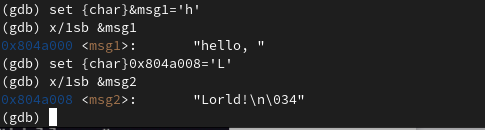 (gdb) set {char}&msg1='h'
(gdb) x/1sb &msg1
0x804a000 <msg1>:       "hello, "
(gdb) set {char}0x804a008='L'
(gdb) x/1sb &msg2
0x804a008 <msg2>:       "Lorld!\n\034"
(gdb)